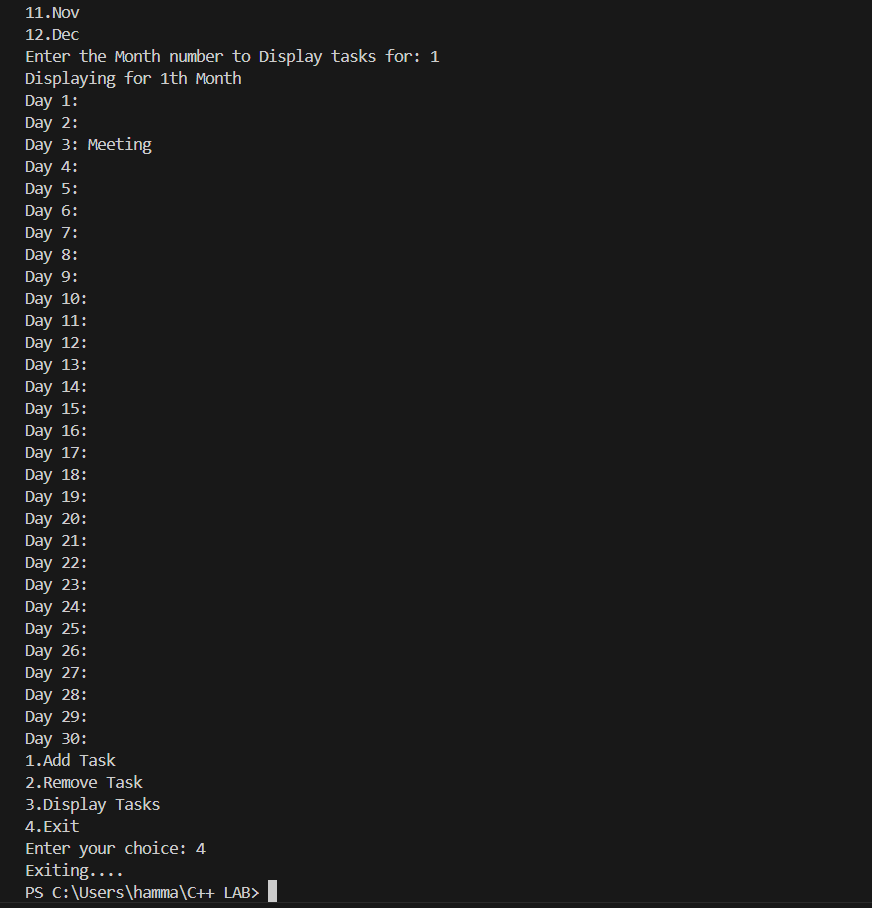 11.Nov
12.Dec
Enter the Month number to Display tasks for: 1
Displaying for 1th Month
Day 1:
Day 2:
Day 3: Meeting
Day 4:
Day 5:
Day 6:
Day 7:
Day 8:
Day 9:
Day 10:
Day 11:
Day 12:
Day 13:
Day 14:
Day 15:
Day 16:
Day 17:
Day 18:
Day 19:
Day 20:
Day 21:
Day 22:
Day 23:
Day 24:
Day 25:
Day 26:
Day 27:
Day 28:
Day 29:
Day 30:
1.Add Task
2.Remove Task
3.Display Tasks
4.Exit
Enter your choice: 4
Exiting....
PS C:\Users\hamma\C++ LAB>